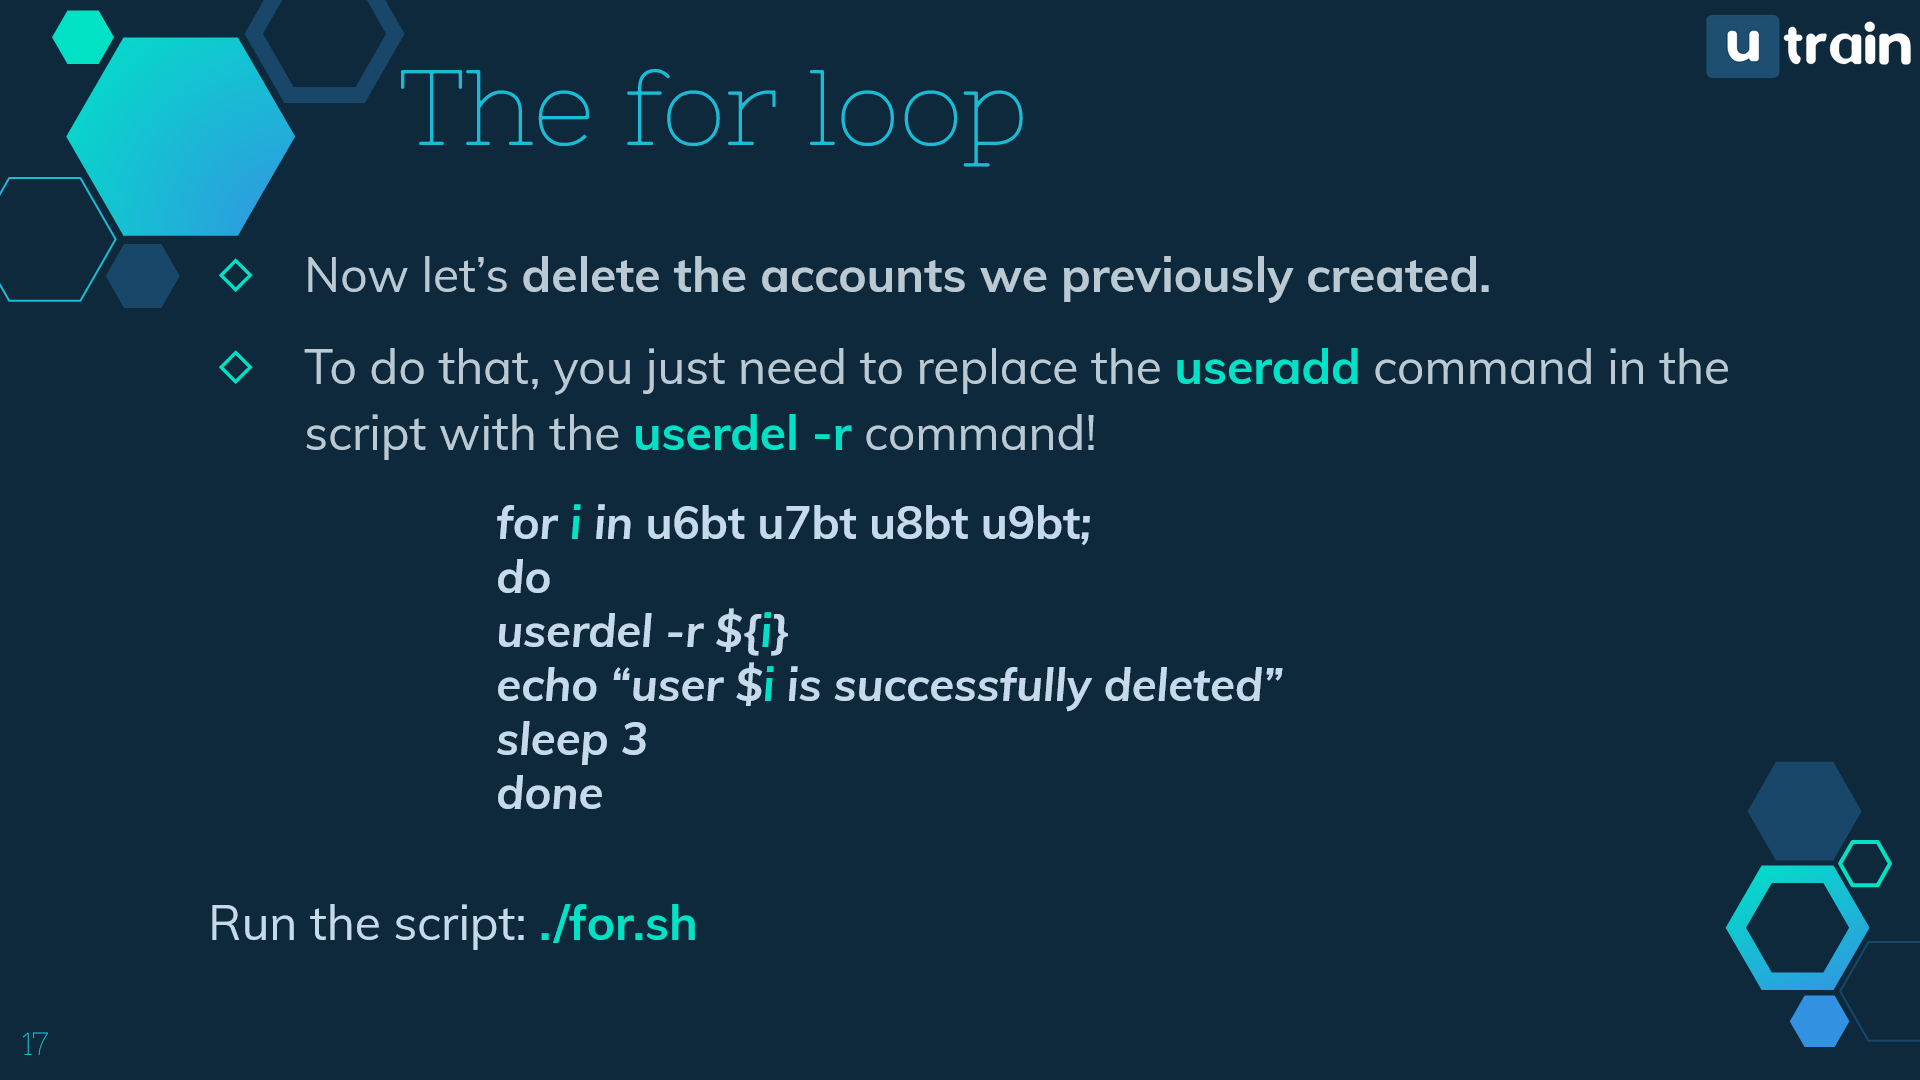 u train
The for loop
Now let’s delete the accounts we previously created.
To do that, you just need to replace the useradd command in the
script with the userdel -r command!
for i in u6bt u7bt u8bt u9bt;
do
userdel -r ${i}
echo “user $i is successfully deleted”
sleep 3
done
Run the script: ./for.sh
17